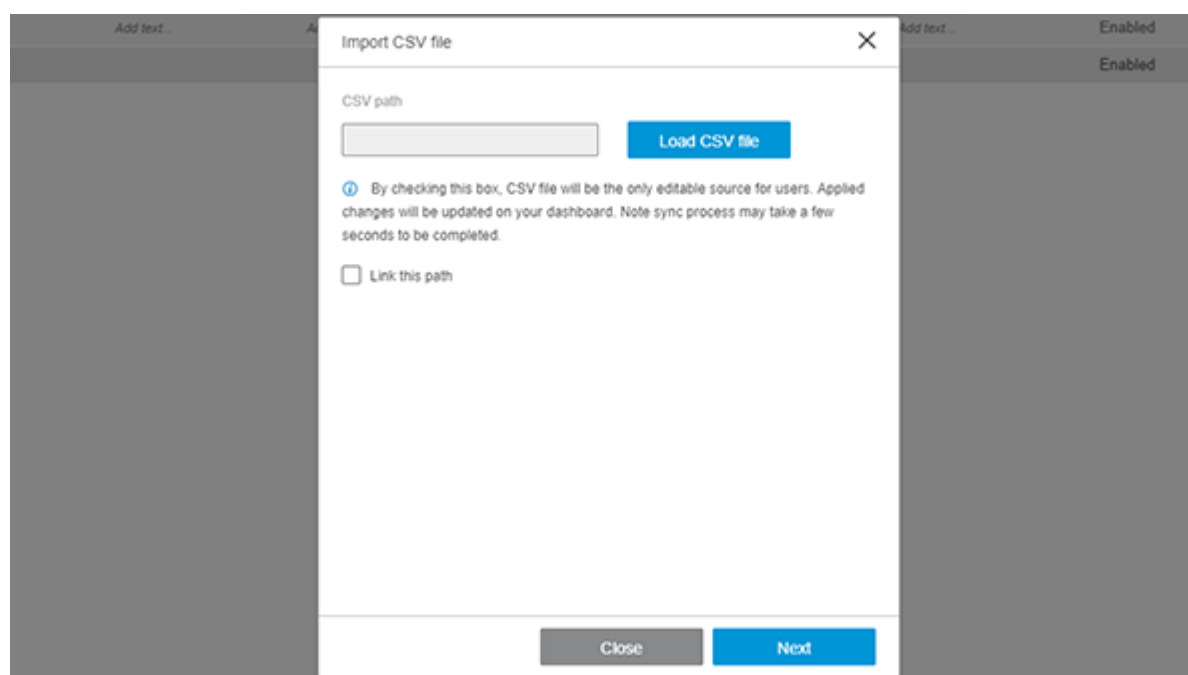 Add text...
Add text...
Enabled
Import CSV file
Enabled
CSV path
Load CSV file
By checking this box, CSV file will be the only editable source for users. Applied
changes will be updated on your dashboard. Note sync process may take a few
seconds to be completed.
Link this path
Close Next